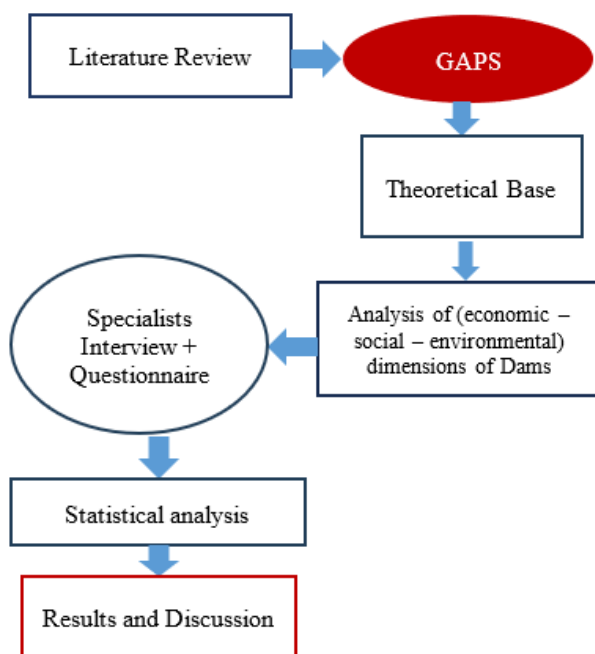 Literature Review
GAPS
Theoretical Base
Analysis of (economic –
social – environmental)
dimensions of Dams
Specialists
Interview +
Questionnaire
Statistical analysis
Results and Discussion